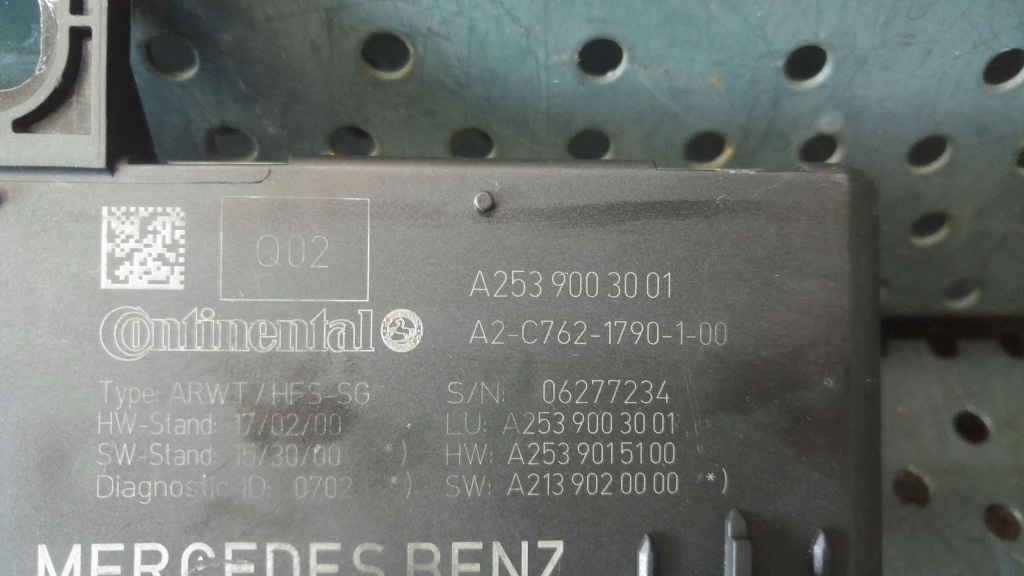 Q02
A253 900 30 01
Continental
A2-C762-1790-1-00
Type: ARWT/HFS-SG
S/N: 06277234
HW-Stand: 17/02/00
LU: A253 900 30 01
SW-Stand: 15/30/00 *)
HW: A253 901 51 00
Diagnostic ID: 0702 *)
SW: A213 902 00 00 *)
MERCEDES BENZ